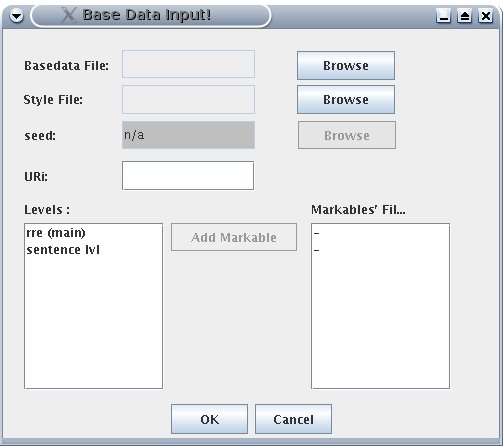 Base Data Input!
Basedata File: Browse
Style File: Browse
seed: n/a Browse
URi:
Levels : Markables' Fil...
rre (main) –
sentence lvl –
Add Markable
OK Cancel